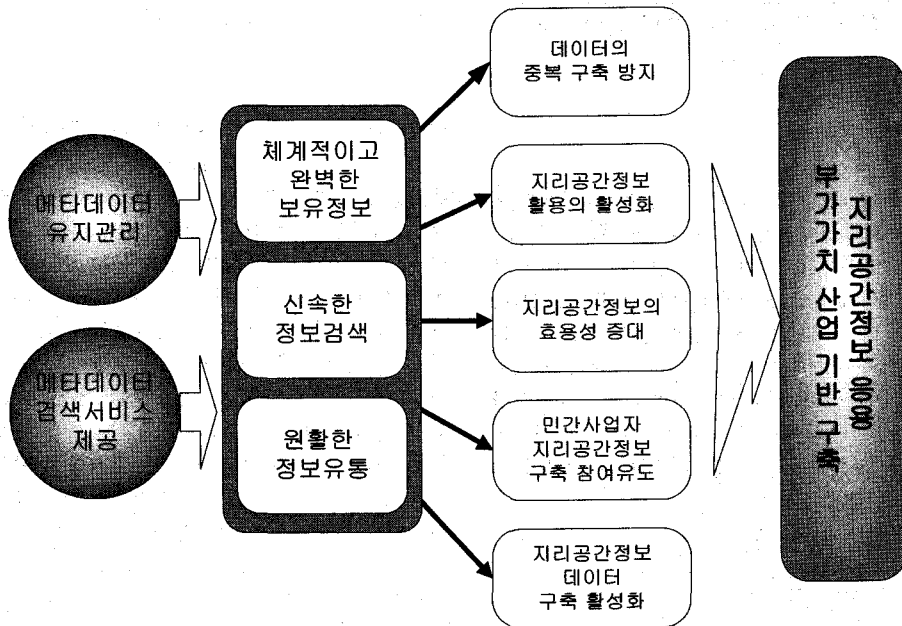 메타데이터
유지관리
메타데이터
검색서비스
제공
체계적이고
완벽한
보유정보
신속한
정보검색
원활한
정보유통
데이터의
중복 구축 방지
지리공간정보
활용의 활성화
지리공간정보의
효용성 증대
민간사업자
지리공간정보
구축 참여유도
지리공간정보
데이터
구축 활성화
지리공간정보 응용
부가가치 산업 기반 구축